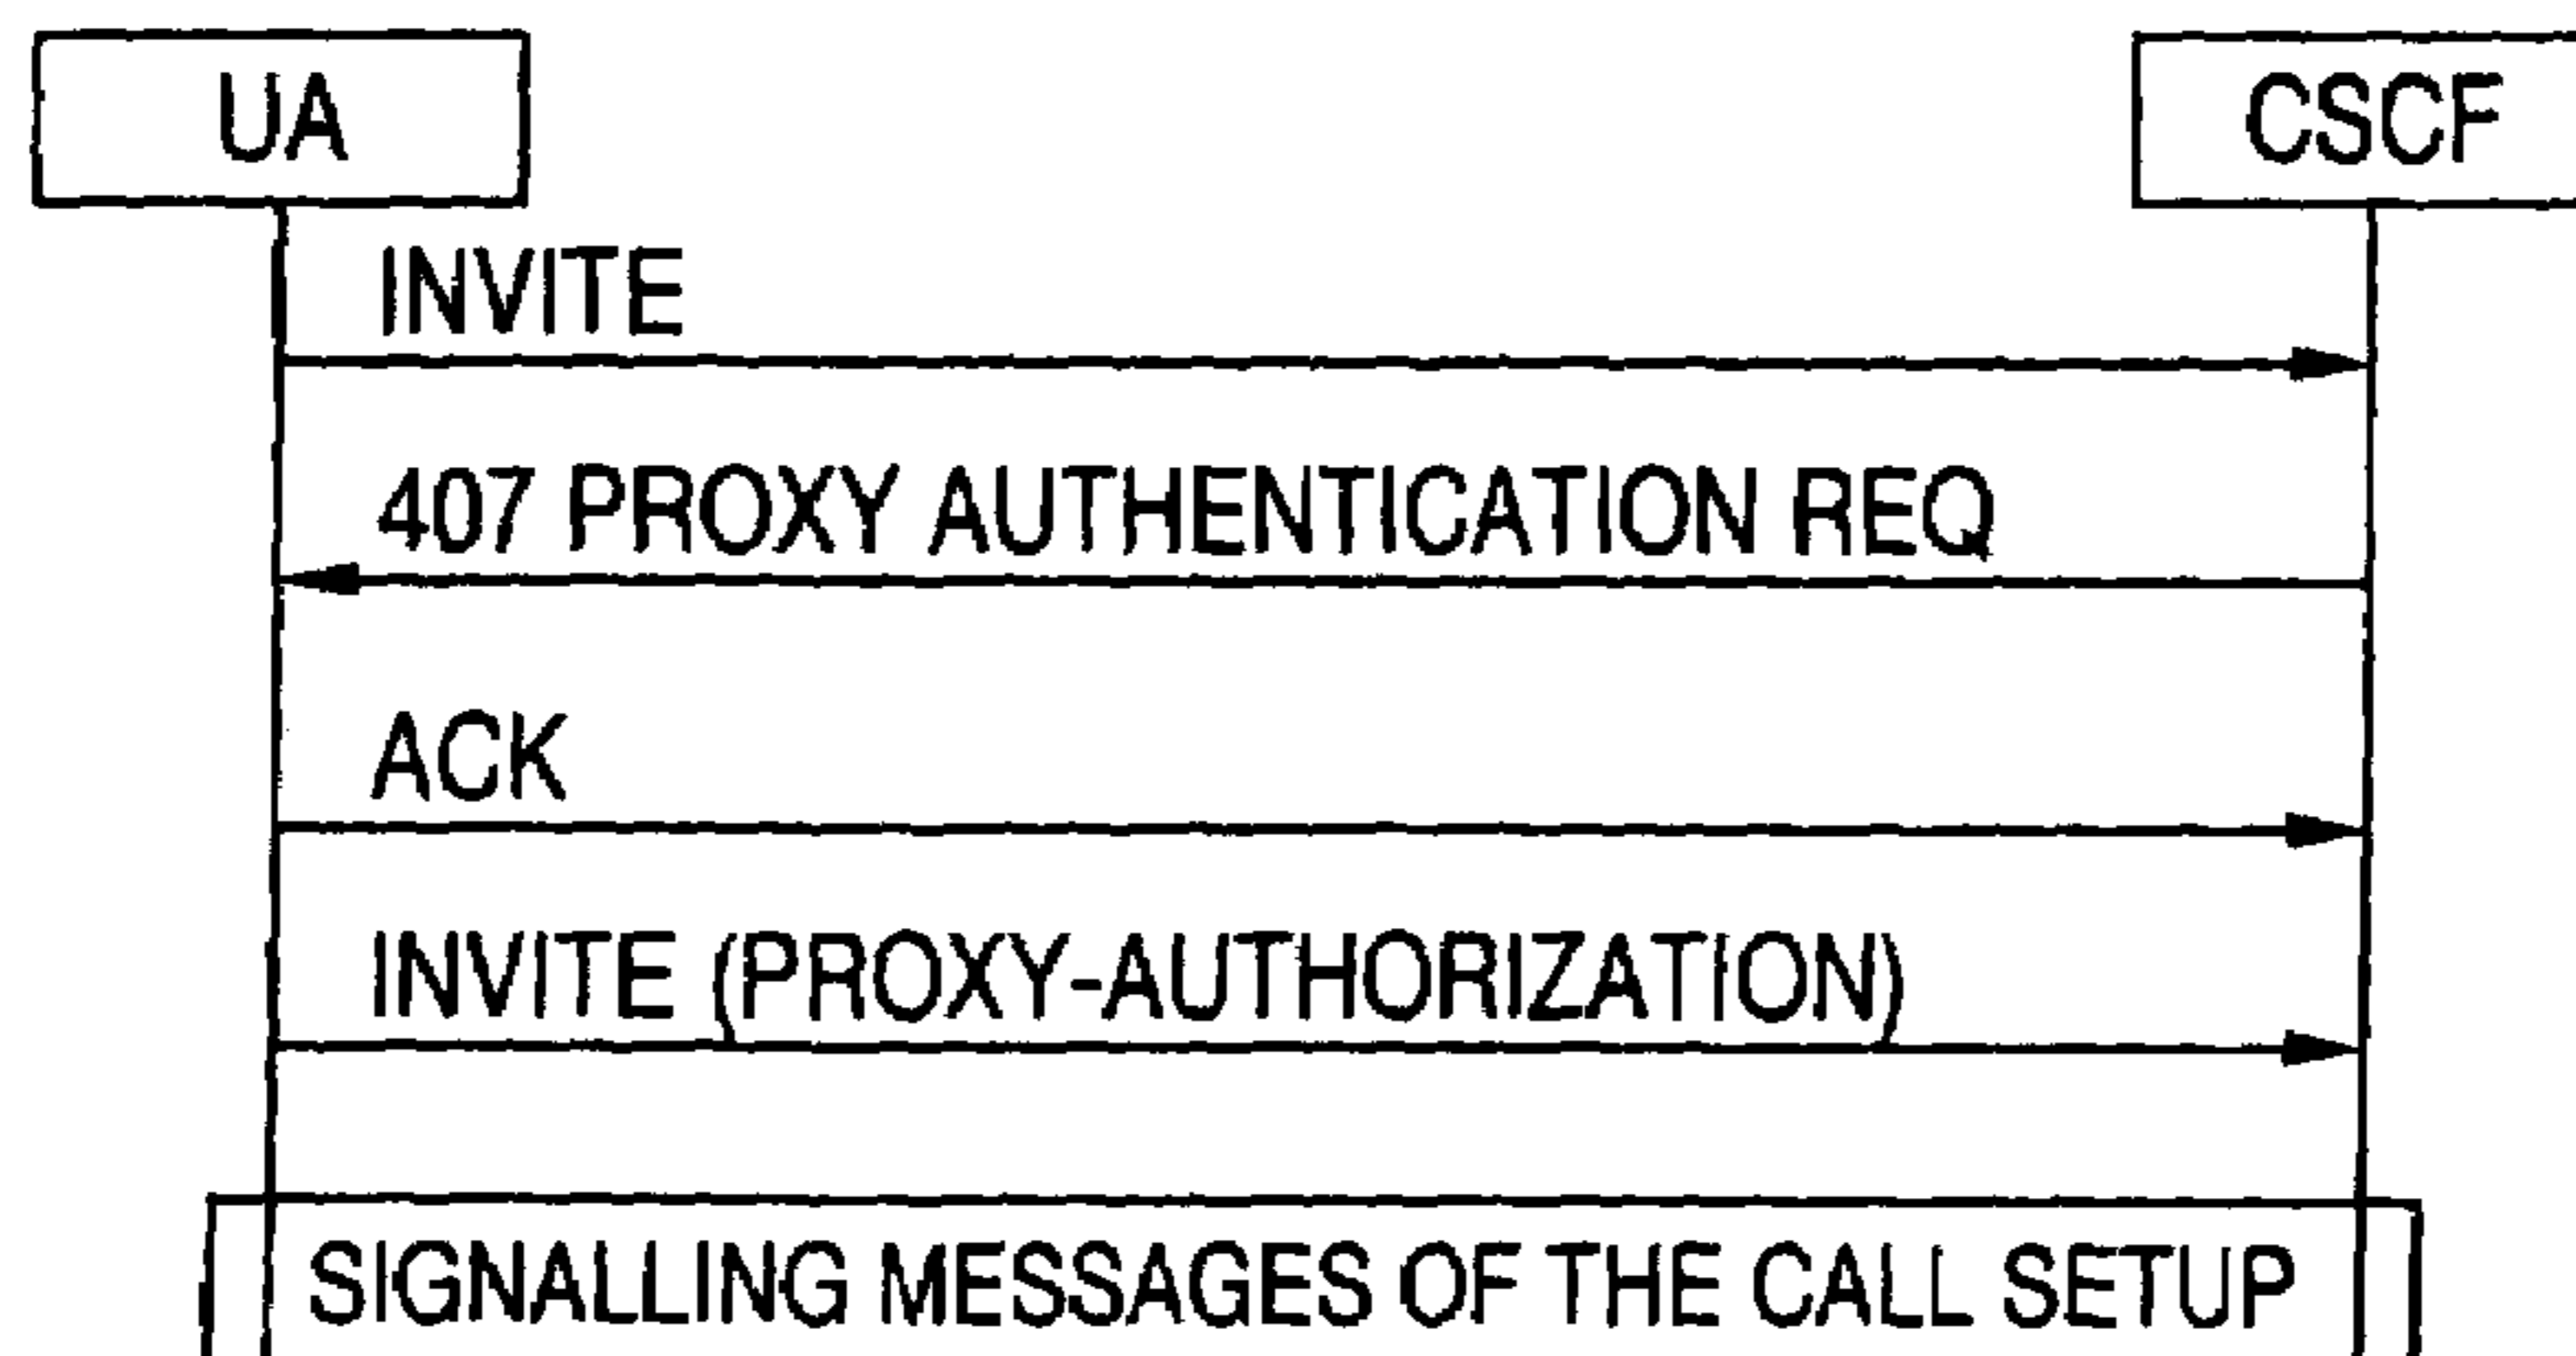 UA
CSCF
INVITE
407 PROXY AUTHENTICATION REQ
ACK
INVITE (PROXY-AUTHORIZATION)
SIGNALLING MESSAGES OF THE CALL SETUP